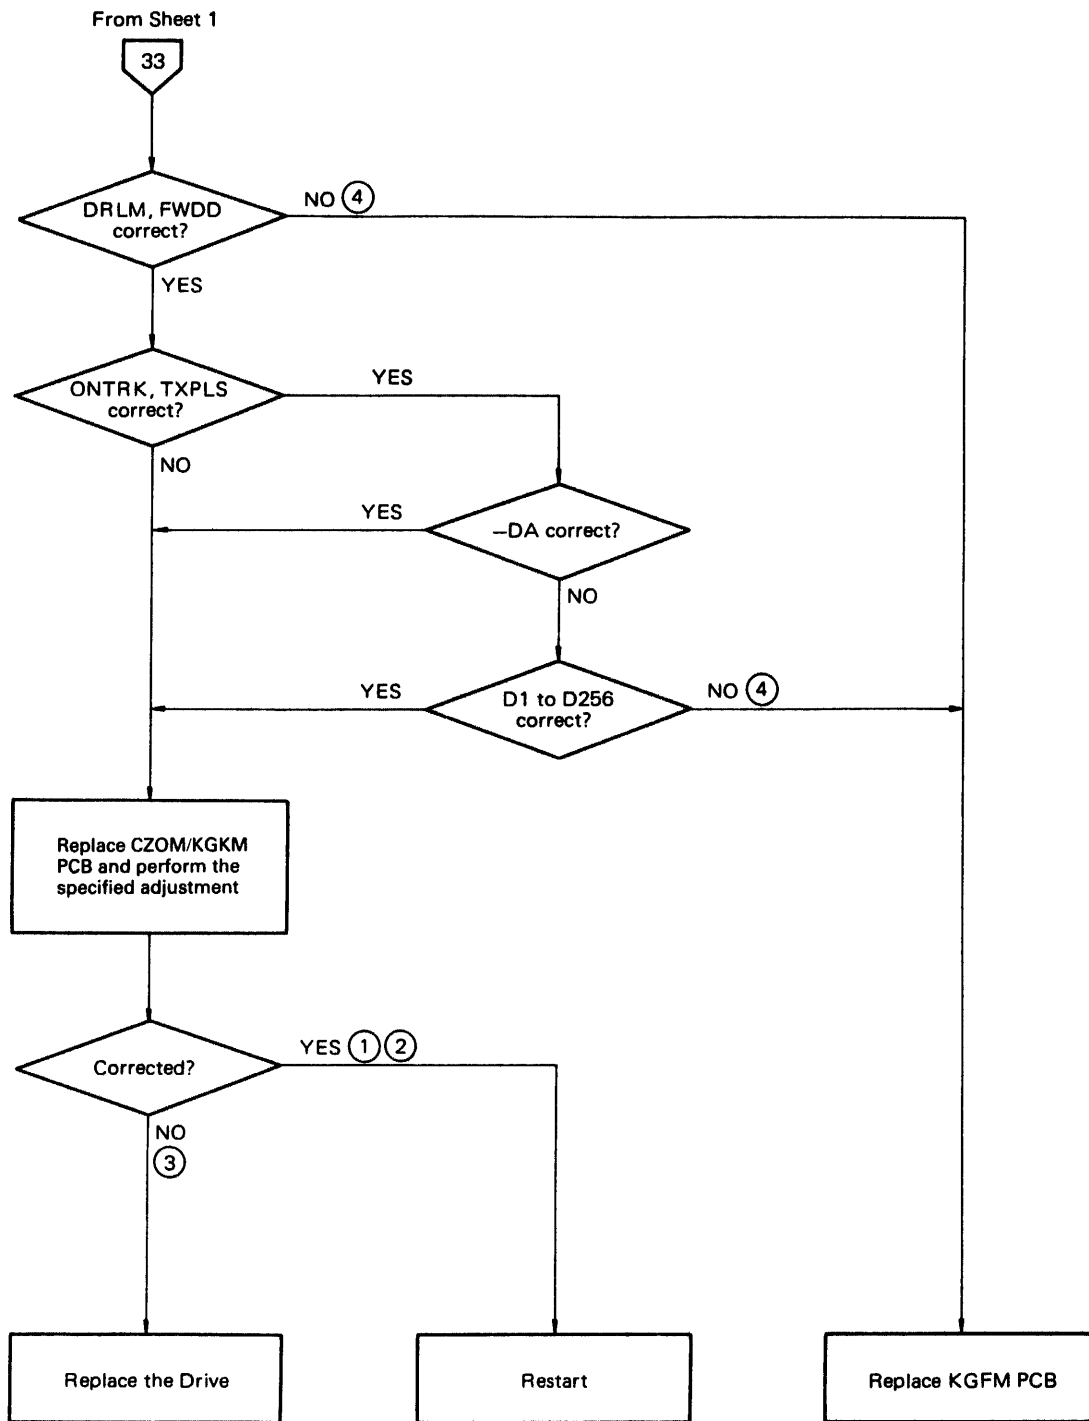 From Sheet 1
33
DRLM, FWDD
correct?
NO ④
YES
ONTRK, TXPLS
correct?
YES
NO
YES
–DA correct?
NO
YES
D1 to D256
correct?
NO ④
Replace CZOM/KGKM
PCB and perform the
specified adjustment
Corrected?
YES ① ②
NO
③
Replace the Drive
Restart
Replace KGFM PCB